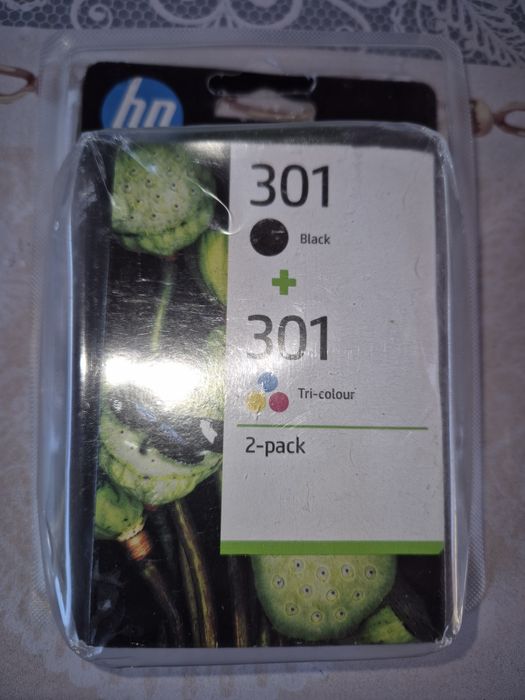 hp
301
Black
+
301
Tri-colour
2-pack